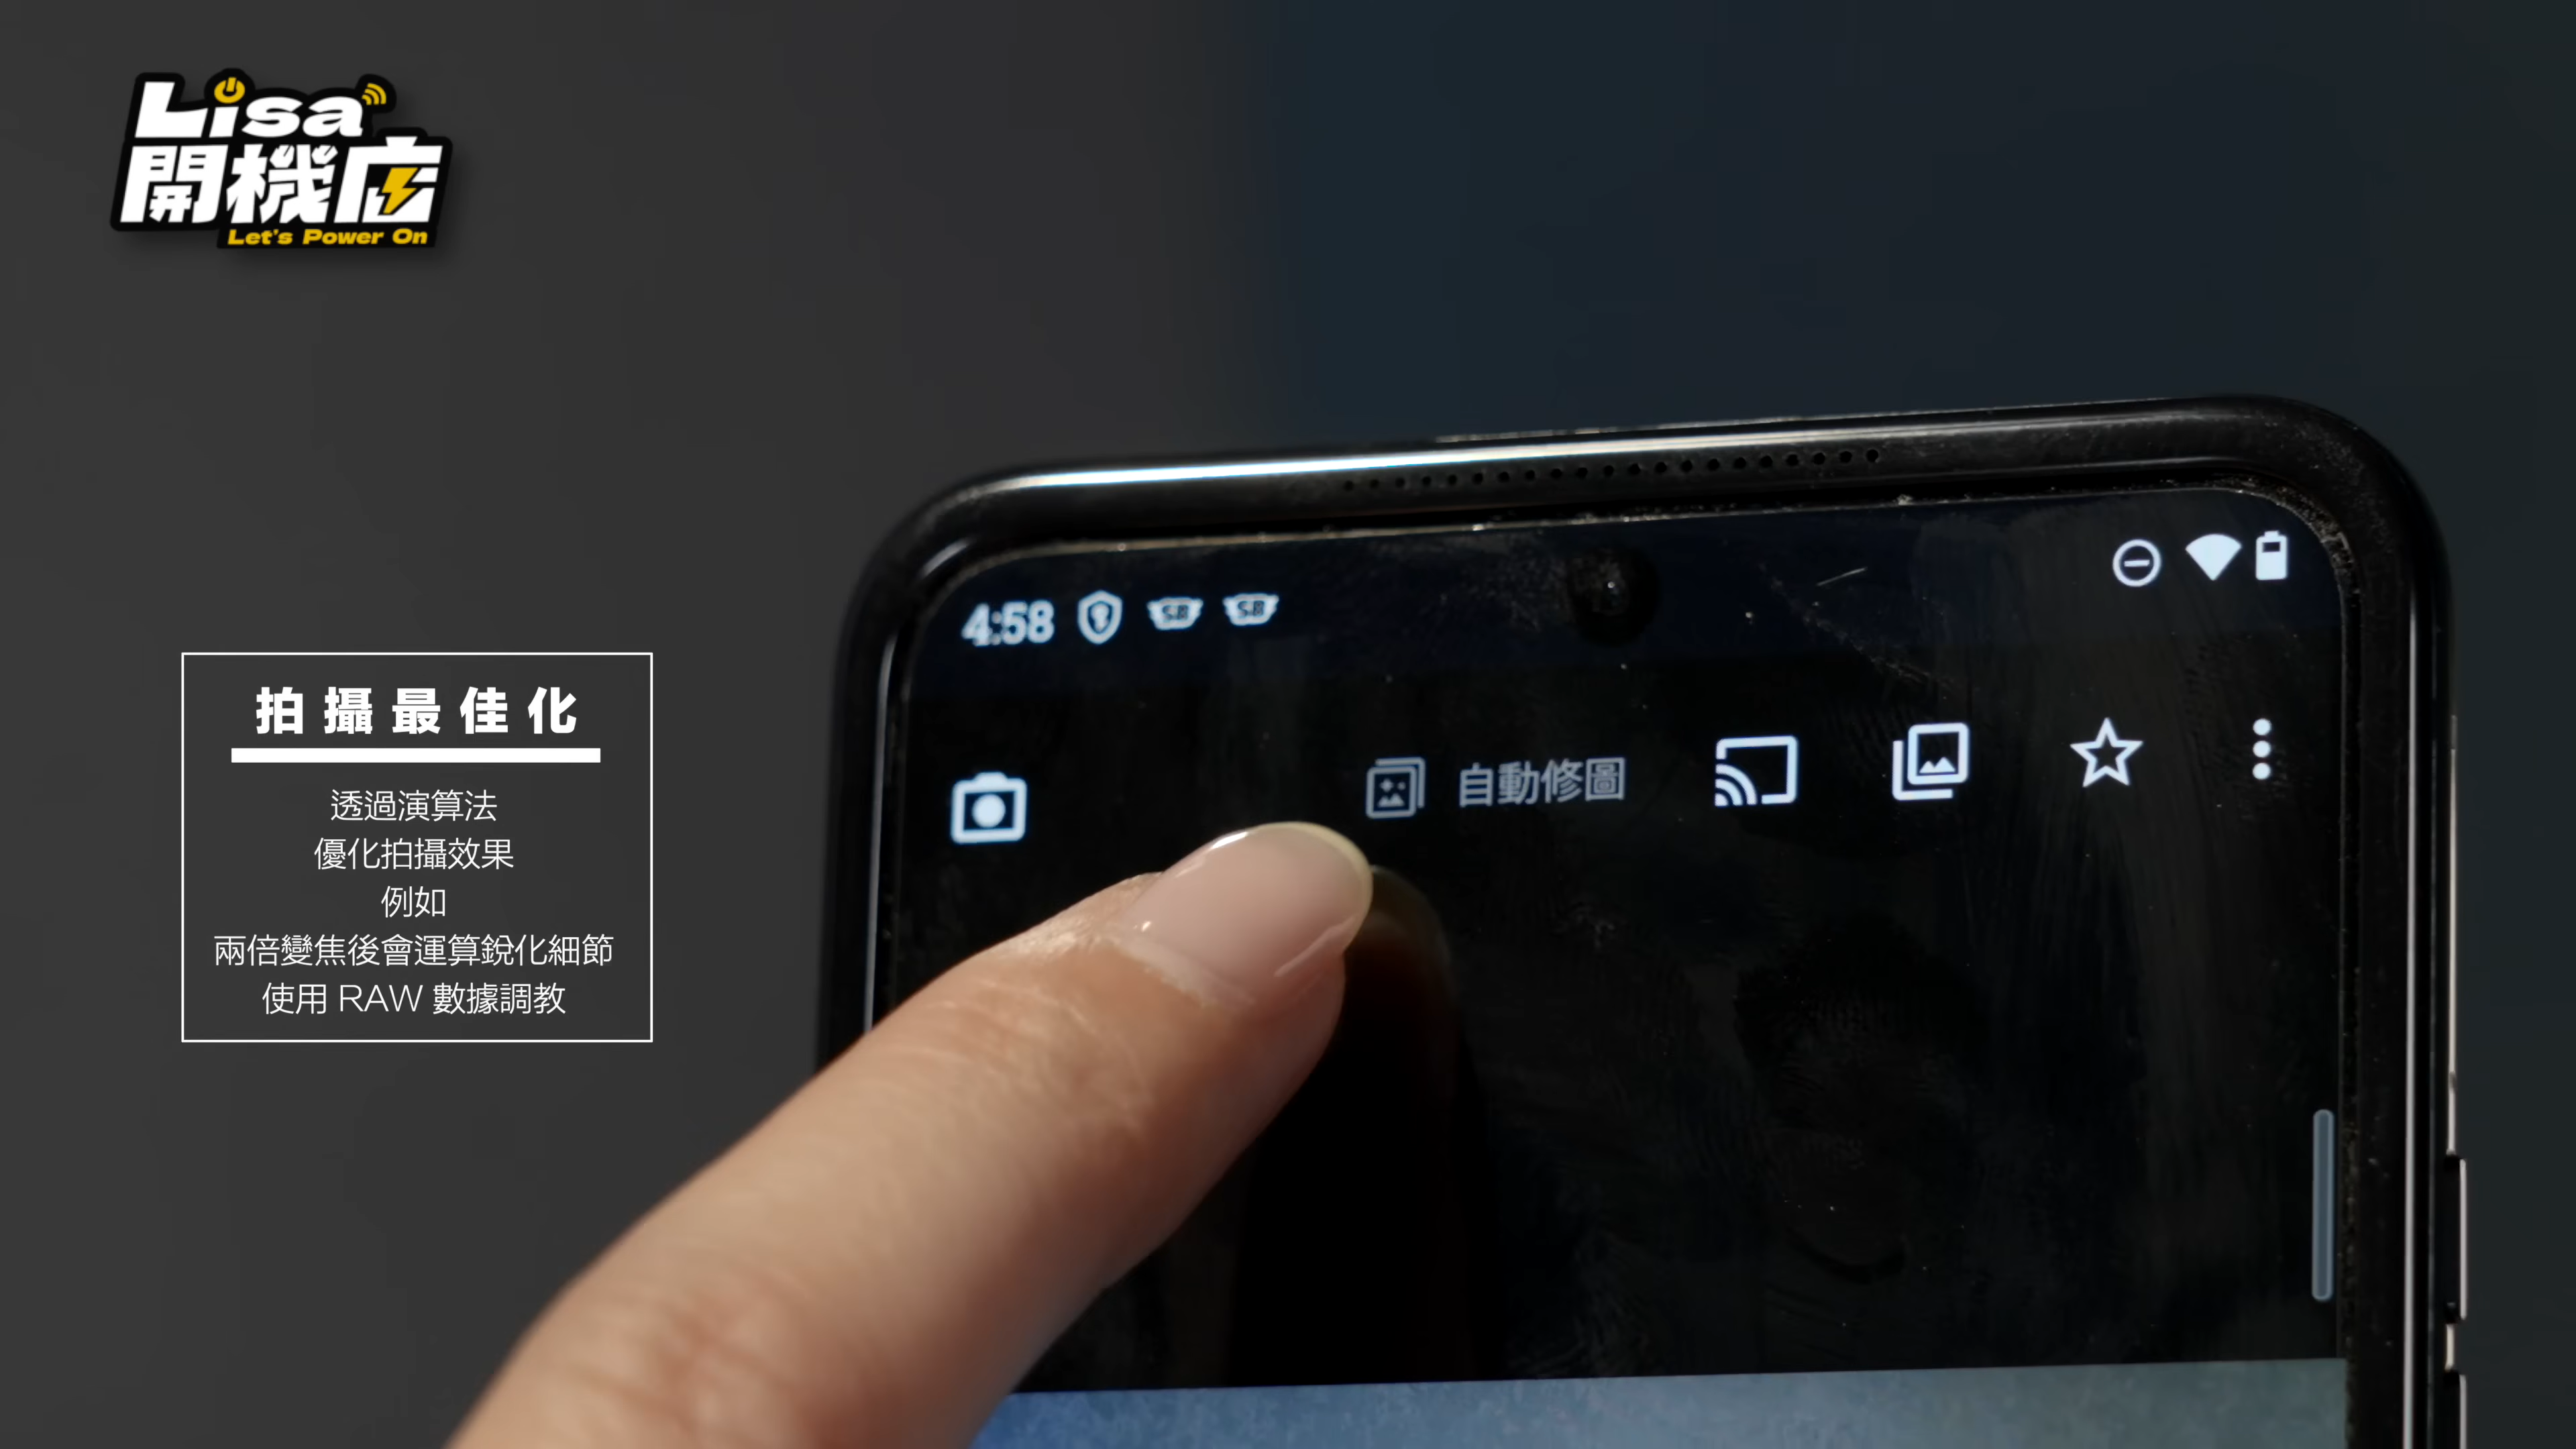 Lisa
開機店
Let's Power On
4:58
SB
SB
自動修圖
拍攝最佳化
透過演算法
優化拍攝效果
例如
兩倍變焦後會運算銳化細節
使用 RAW 數據調教